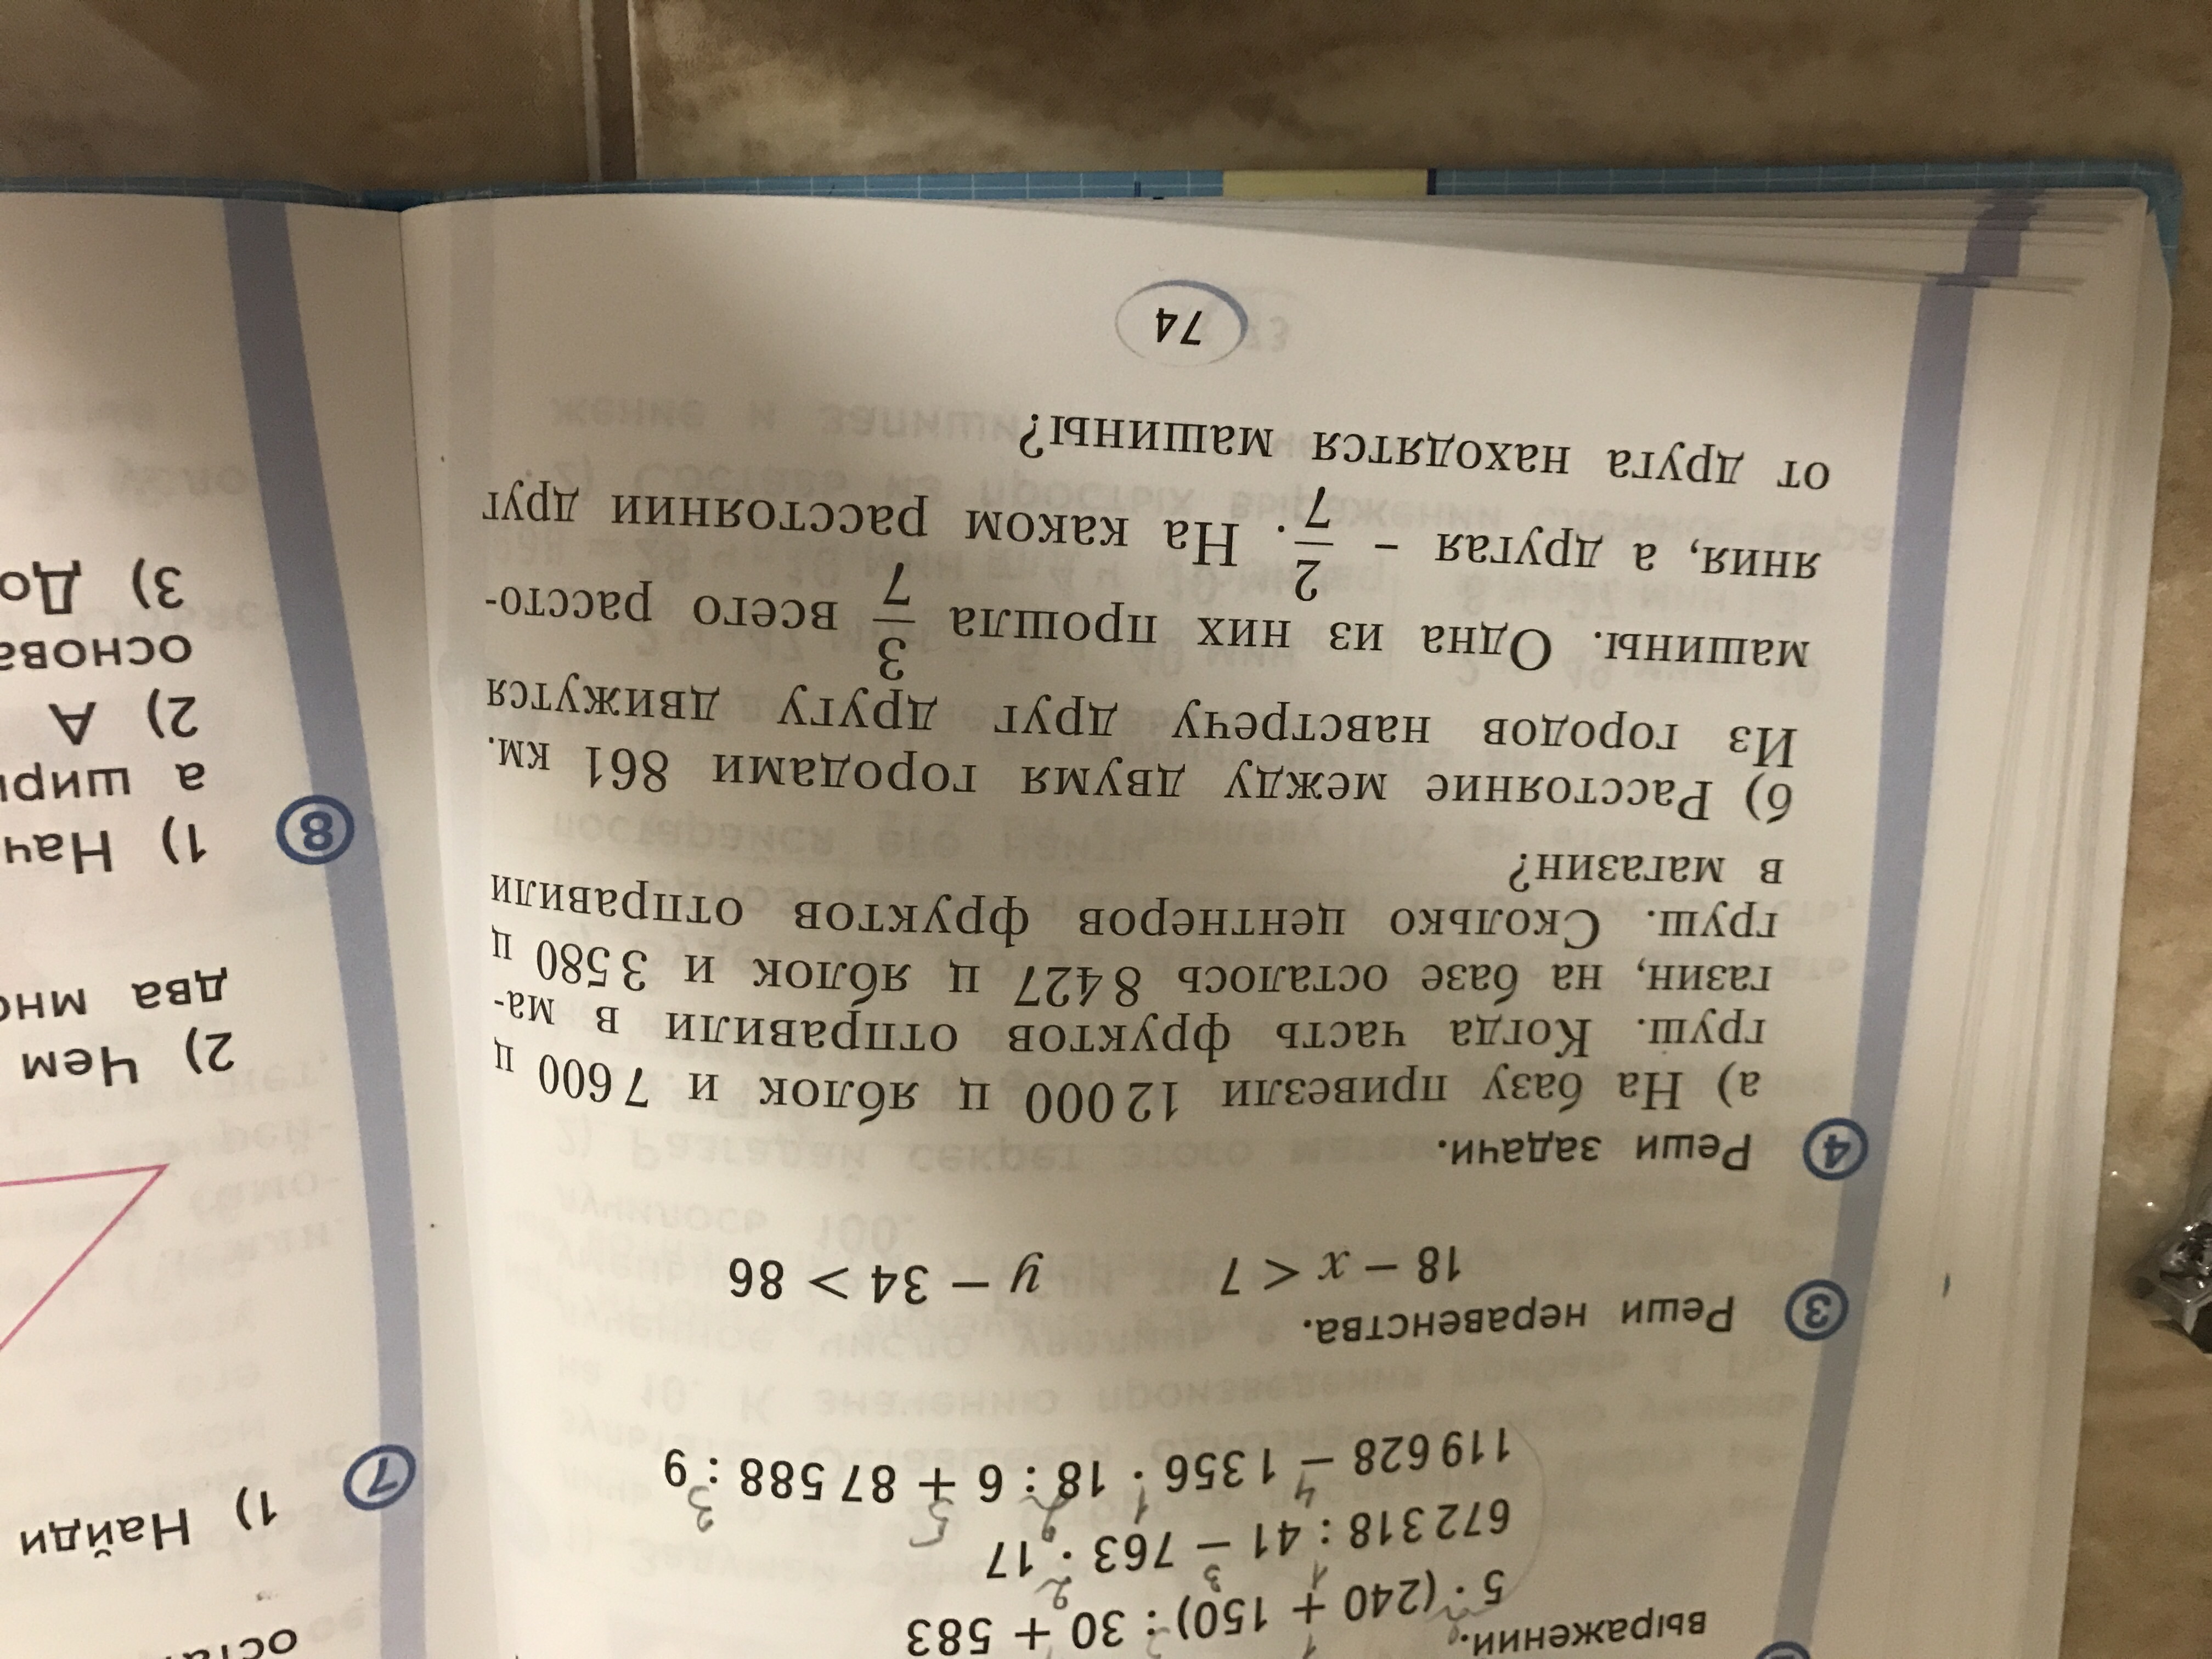 выражений.
5 · (240 + 150) : 30 + 583
672 318 : 41 – 763 · 17
119 628 – 1 356 · 18 : 6 + 87 588 : 9
3 Реши неравенства.
18 – x < 7 y – 34 > 86
4 Реши задачи.
а) На базу привезли 12 000 ц яблок и 7 600 ц
груш. Когда часть фруктов отправили в ма-
газин, на базе осталось 8 427 ц яблок и 3 580 ц
груш. Сколько центнеров фруктов отправили
в магазин?
б) Расстояние между двумя городами 861 км.
Из городов навстречу друг другу движутся
машины. Одна из них прошла 3/7 всего рассто-
яния, а другая – 2/7. На каком расстоянии друг
от друга находятся машины?
74
7 1) Найди
2) Чем
два мно
8 1) Нач
а шири
2) А
основа
3) До